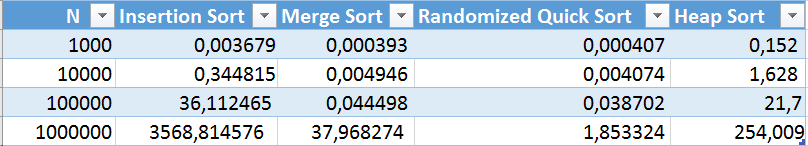 N Insertion Sort Merge Sort Randomized Quick Sort Heap Sort
1000 0,003679 0,000393 0,000407 0,152
10000 0,344815 0,004946 0,004074 1,628
100000 36,112465 0,044498 0,038702 21,7
1000000 3568,814576 37,968274 1,853324 254,009